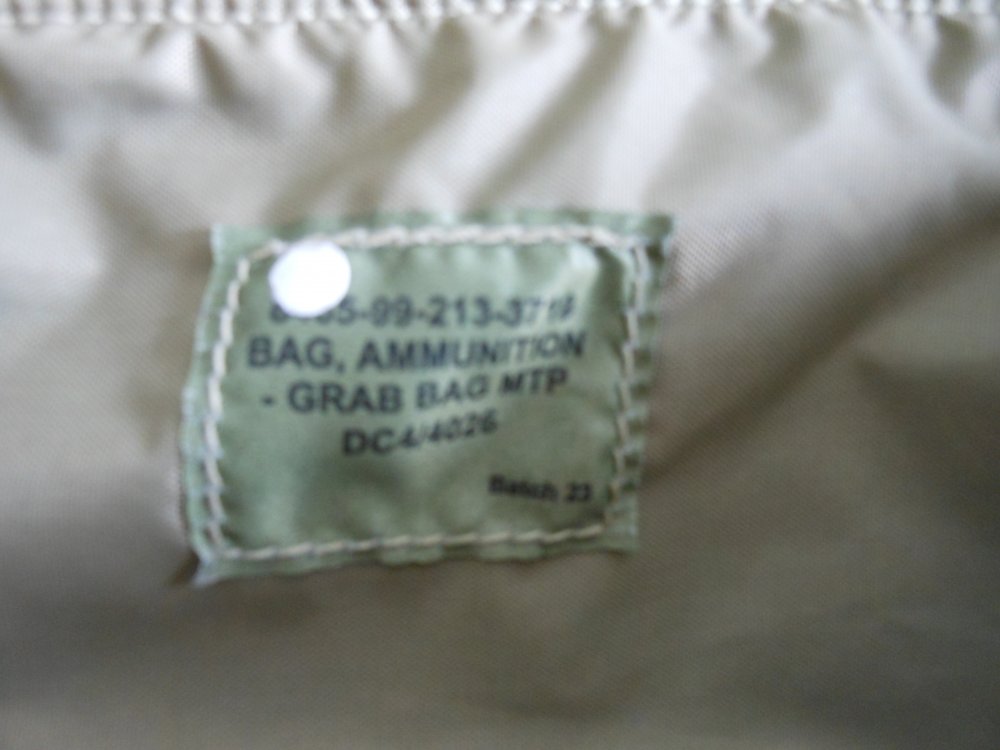 BAG, AMMUNITION
- GRAB BAG MTP
DC4/4026
Batch 23